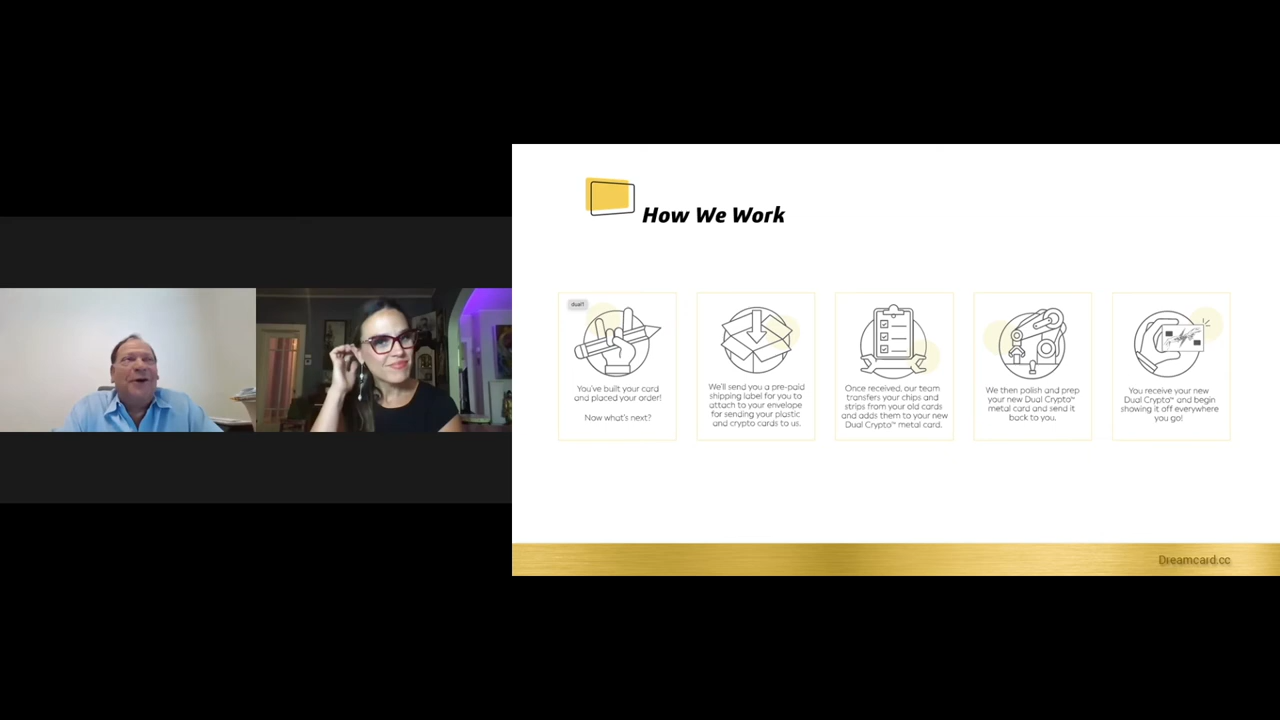 How We Work
dual1
You've built your card
and placed your order!
Now what's next?
We'll send you a pre-paid
shipping label for you to
attach to your envelope
for sending your plastic
and crypto cards to us.
Once received, our team
transfers your chips and
strips from your old cards
and adds them to your new
Dual Crypto™ metal card.
We then polish and prep
your new Dual Crypto™
metal card and send it
back to you.
You receive your new
Dual Crypto™ and begin
showing it off everywhere
you go!
Dreamcard.cc